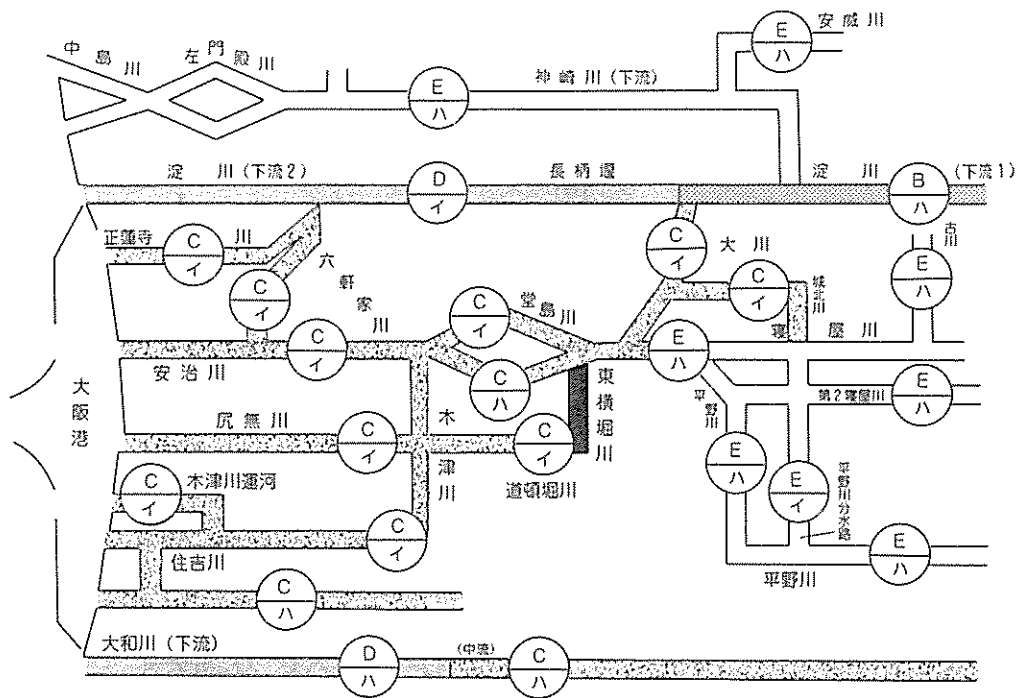 E
ハ
安威川
中島川
左門殿川
E
ハ
神崎川(下流)
淀川(下流2)
D
イ
長柄堰
淀川
B
ハ
(下流1)
正蓮寺川
C
イ
C
イ
六軒家川
C
イ
大川
C
イ
城北川
古川
E
ハ
C
イ
堂島川
C
イ
安治川
C
ハ
E
ハ
寝屋川
大阪港
東横堀川
平野川
第2寝屋川
E
ハ
尻無川
C
イ
木津川
C
イ
道頓堀川
E
ハ
E
イ
平野川分水路
C
イ
木津川運河
C
イ
住吉川
平野川
E
ハ
C
ハ
大和川(下流)
D
ハ
(中流)
C
ハ